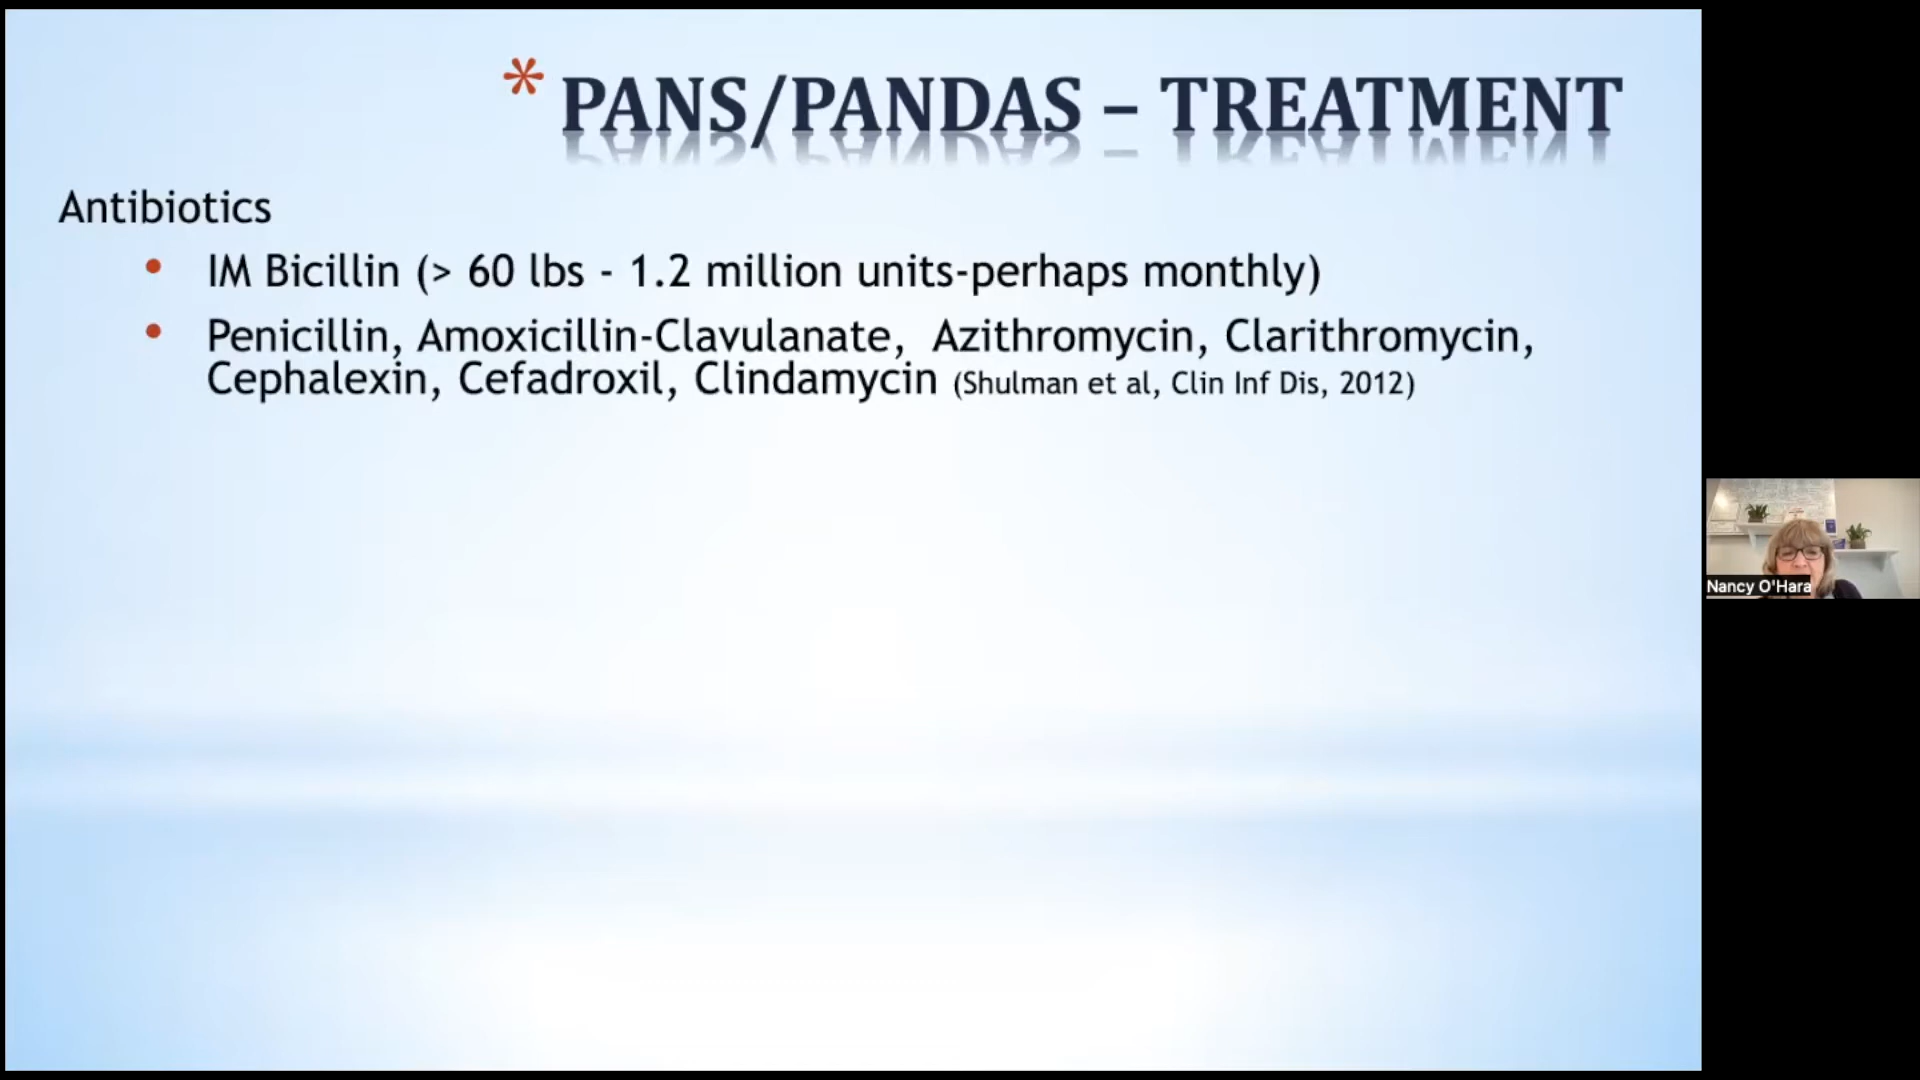 * PANS/PANDAS – TREATMENT
Antibiotics
• IM Bicillin (> 60 lbs - 1.2 million units-perhaps monthly)
• Penicillin, Amoxicillin-Clavulanate, Azithromycin, Clarithromycin,
Cephalexin, Cefadroxil, Clindamycin (Shulman et al, Clin Inf Dis, 2012)
Nancy O'Hara